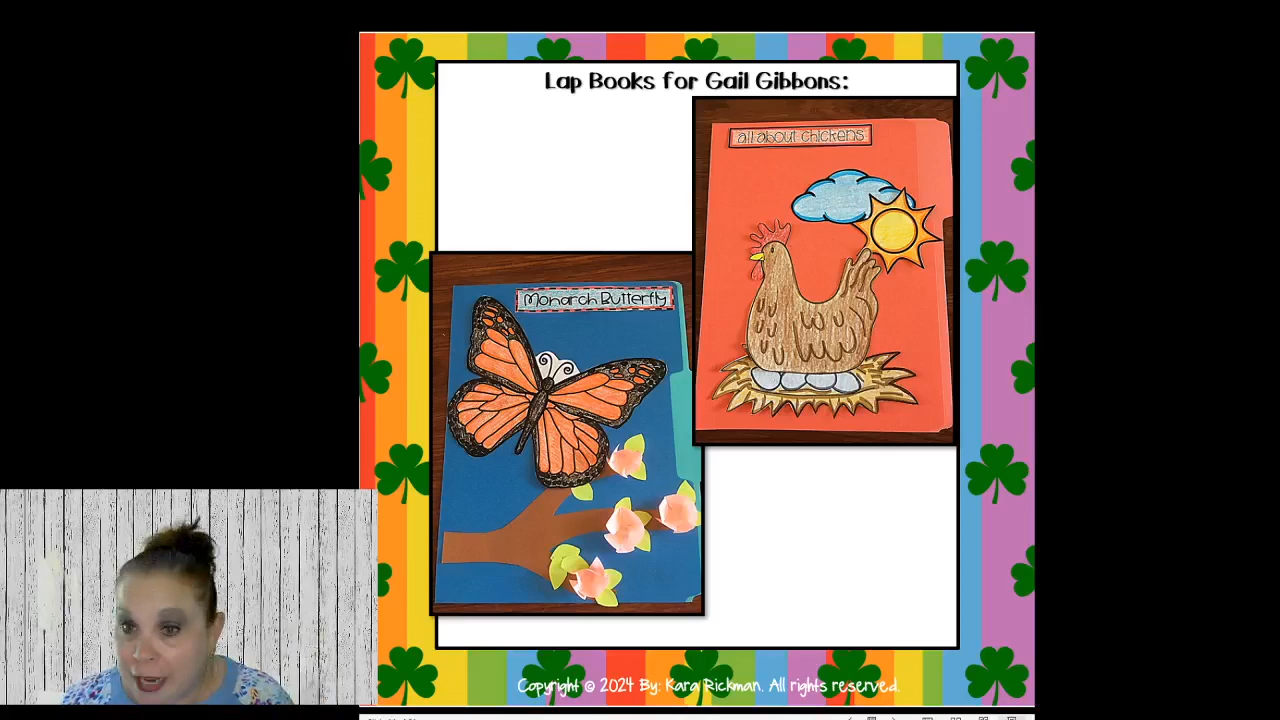 Lap Books for Gail Gibbons:
all about chickens
Monarch Butterfly
Copyright © 2024 By: Kara Rickman. All rights reserved.